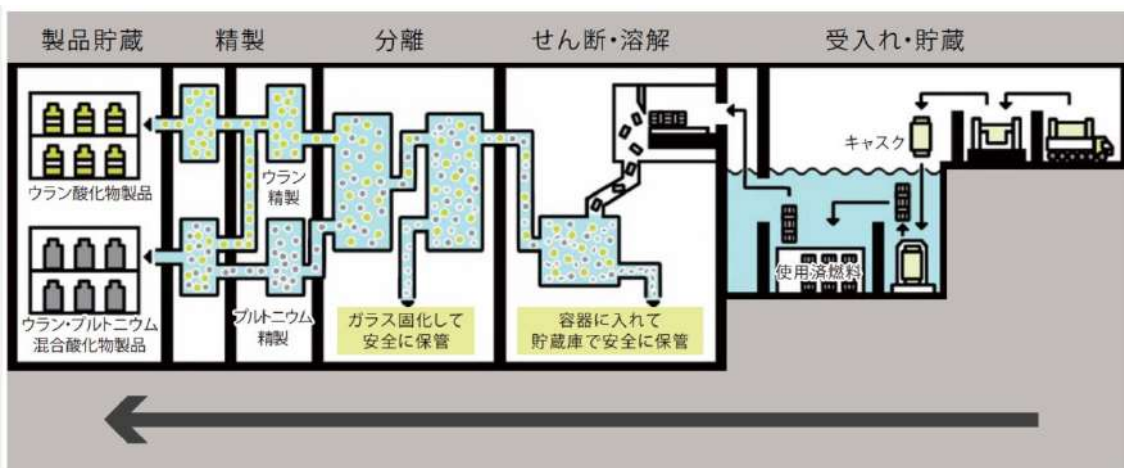 製品貯蔵
精製
分離
せん断・溶解
受入れ・貯蔵
キャスク
ウラン酸化物製品
ウラン
精製
使用済燃料
ウラン・プルトニウム
混合酸化物製品
プルトニウム
精製
ガラス固化して
安全に保管
容器に入れて
貯蔵庫で安全に保管